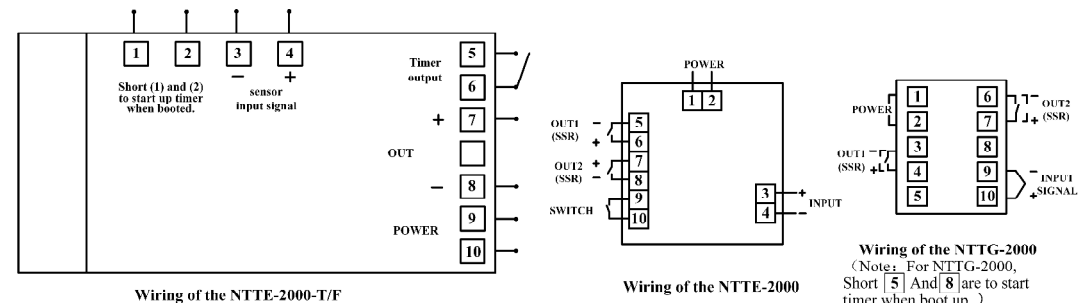 1 2 3 4
− +
Short (1) and (2)
to start up timer
when booted.
sensor
input signal
Timer
output
5
6
+ 7
OUT
− 8
POWER
9
10
Wiring of the NTTE-2000-T/F
POWER
1 2
OUT1
(SSR)
− 5
+ 6
OUT2
(SSR)
+ 7
− 8
SWITCH
9
10
3 +
4 −
INPUT
Wiring of the NTTE-2000
POWER
1
2
OUT1
(SSR)
−
3
+
4
5
6 −
7 +
OUT2
(SSR)
8
9 −
10 +
INPUT
SIGNAL
Wiring of the NTTG-2000
(Note: For NTTG-2000,
Short 5 And 8 are to start
timer when boot up.)